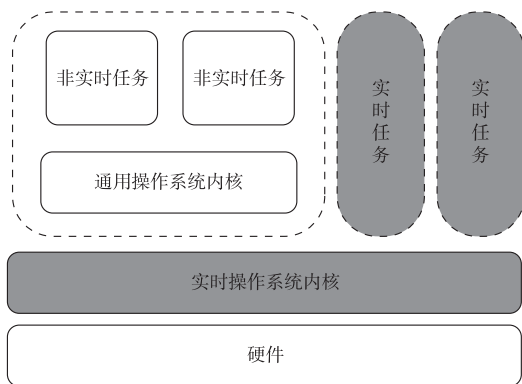 非实时任务
非实时任务
实时任务
实时任务
通用操作系统内核
实时操作系统内核
硬件